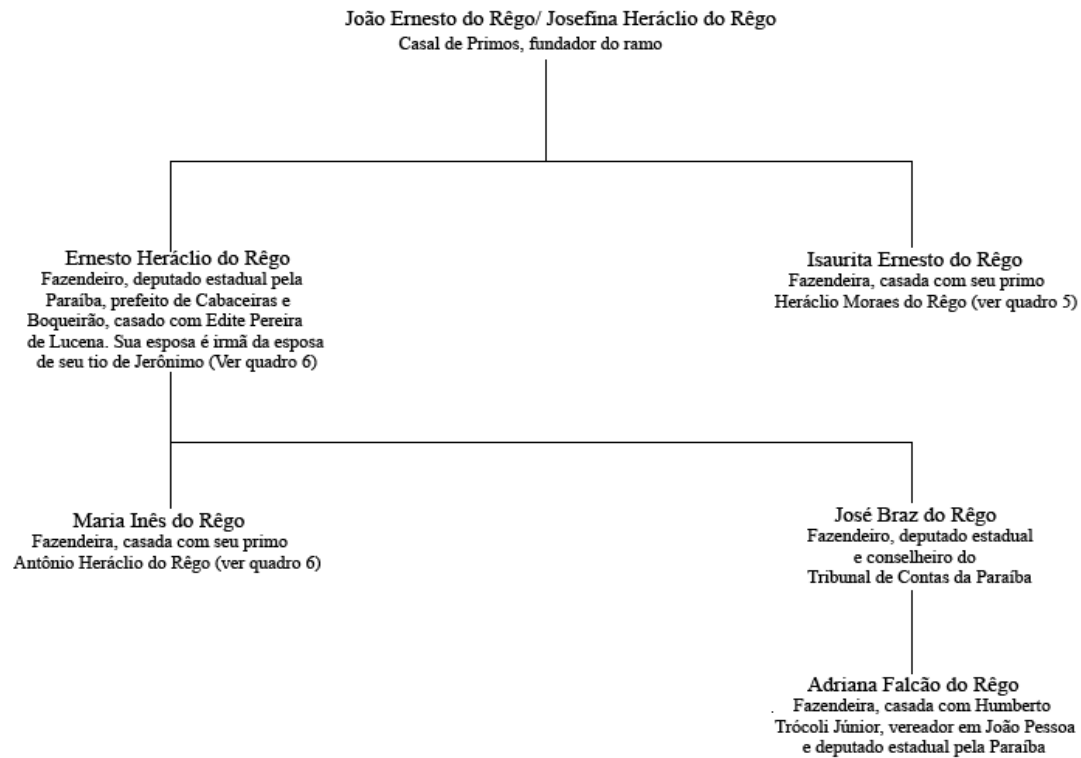 João Ernesto do Rêgo/ Josefina Heráclio do Rêgo
Casal de Primos, fundador do ramo
Ernesto Heráclio do Rêgo
Fazendeiro, deputado estadual pela
Paraíba, prefeito de Cabaceiras e
Boqueirão, casado com Edite Pereira
de Lucena. Sua esposa é irmã da esposa
de seu tio de Jerônimo (Ver quadro 6)
Isaurita Ernesto do Rêgo
Fazendeira, casada com seu primo
Heráclio Moraes do Rêgo (ver quadro 5)
Maria Inês do Rêgo
Fazendeira, casada com seu primo
Antônio Heráclio do Rêgo (ver quadro 6)
José Braz do Rêgo
Fazendeiro, deputado estadual
e conselheiro do
Tribunal de Contas da Paraíba
Adriana Falcão do Rêgo
Fazendeira, casada com Humberto
Trócoli Júnior, vereador em João Pessoa
e deputado estadual pela Paraíba